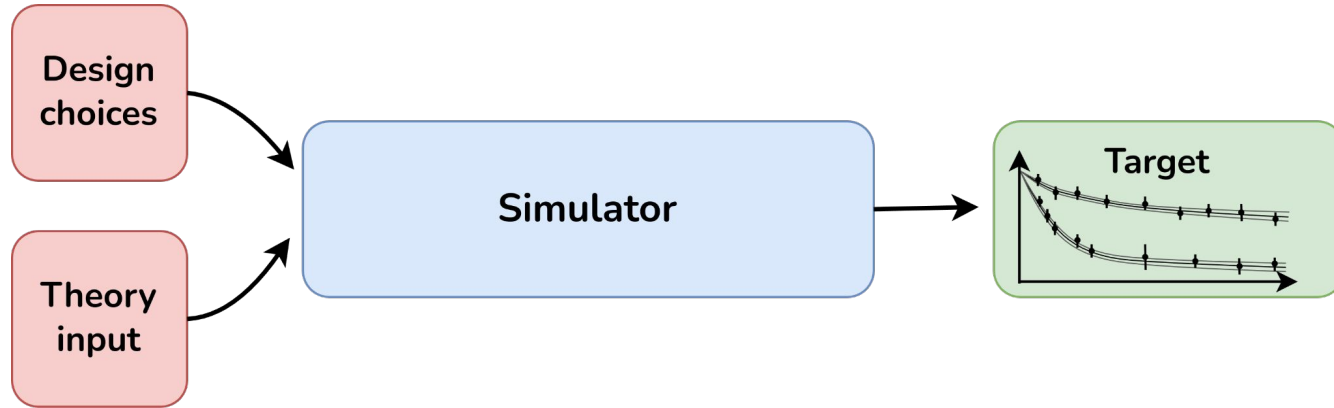 Design
choices
Simulator
Target
Theory
input